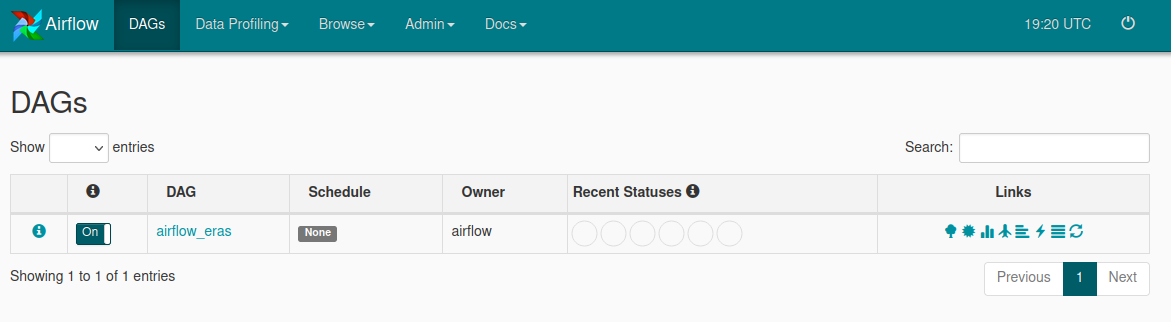 Airflow DAGs Data Profiling Browse Admin Docs 19:20 UTC
DAGs
Show entries Search:
DAG Schedule Owner Recent Statuses Links
On airflow_eras None airflow
Showing 1 to 1 of 1 entries Previous 1 Next